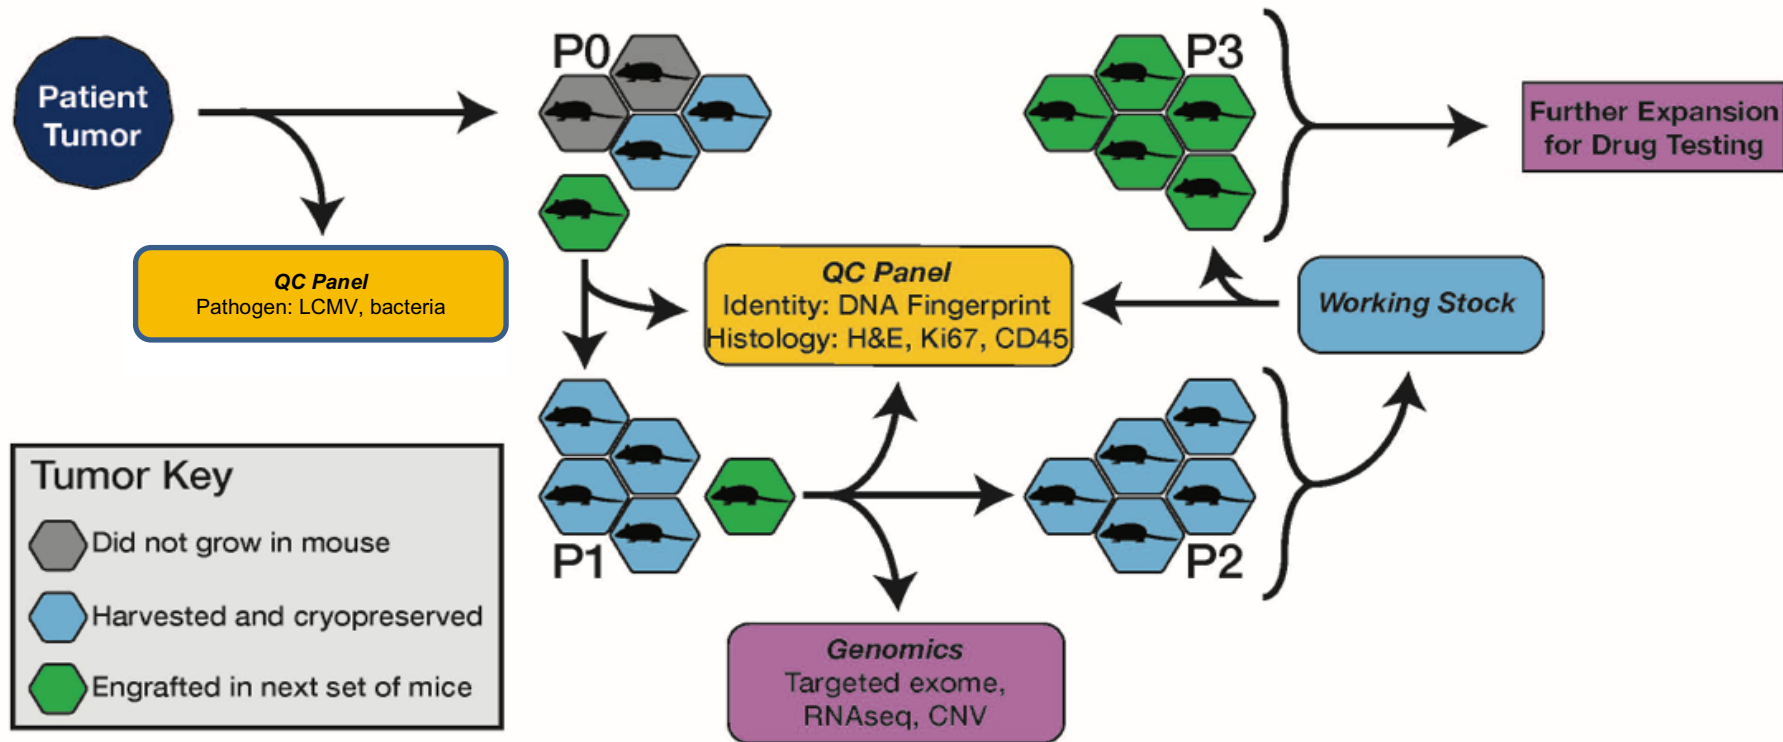 Patient
Tumor
P0
P3
Further Expansion
for Drug Testing
QC Panel
Pathogen: LCMV, bacteria
QC Panel
Identity: DNA Fingerprint
Histology: H&E, Ki67, CD45
Working Stock
P1
P2
Tumor Key
Did not grow in mouse
Harvested and cryopreserved
Engrafted in next set of mice
Genomics
Targeted exome,
RNAseq, CNV